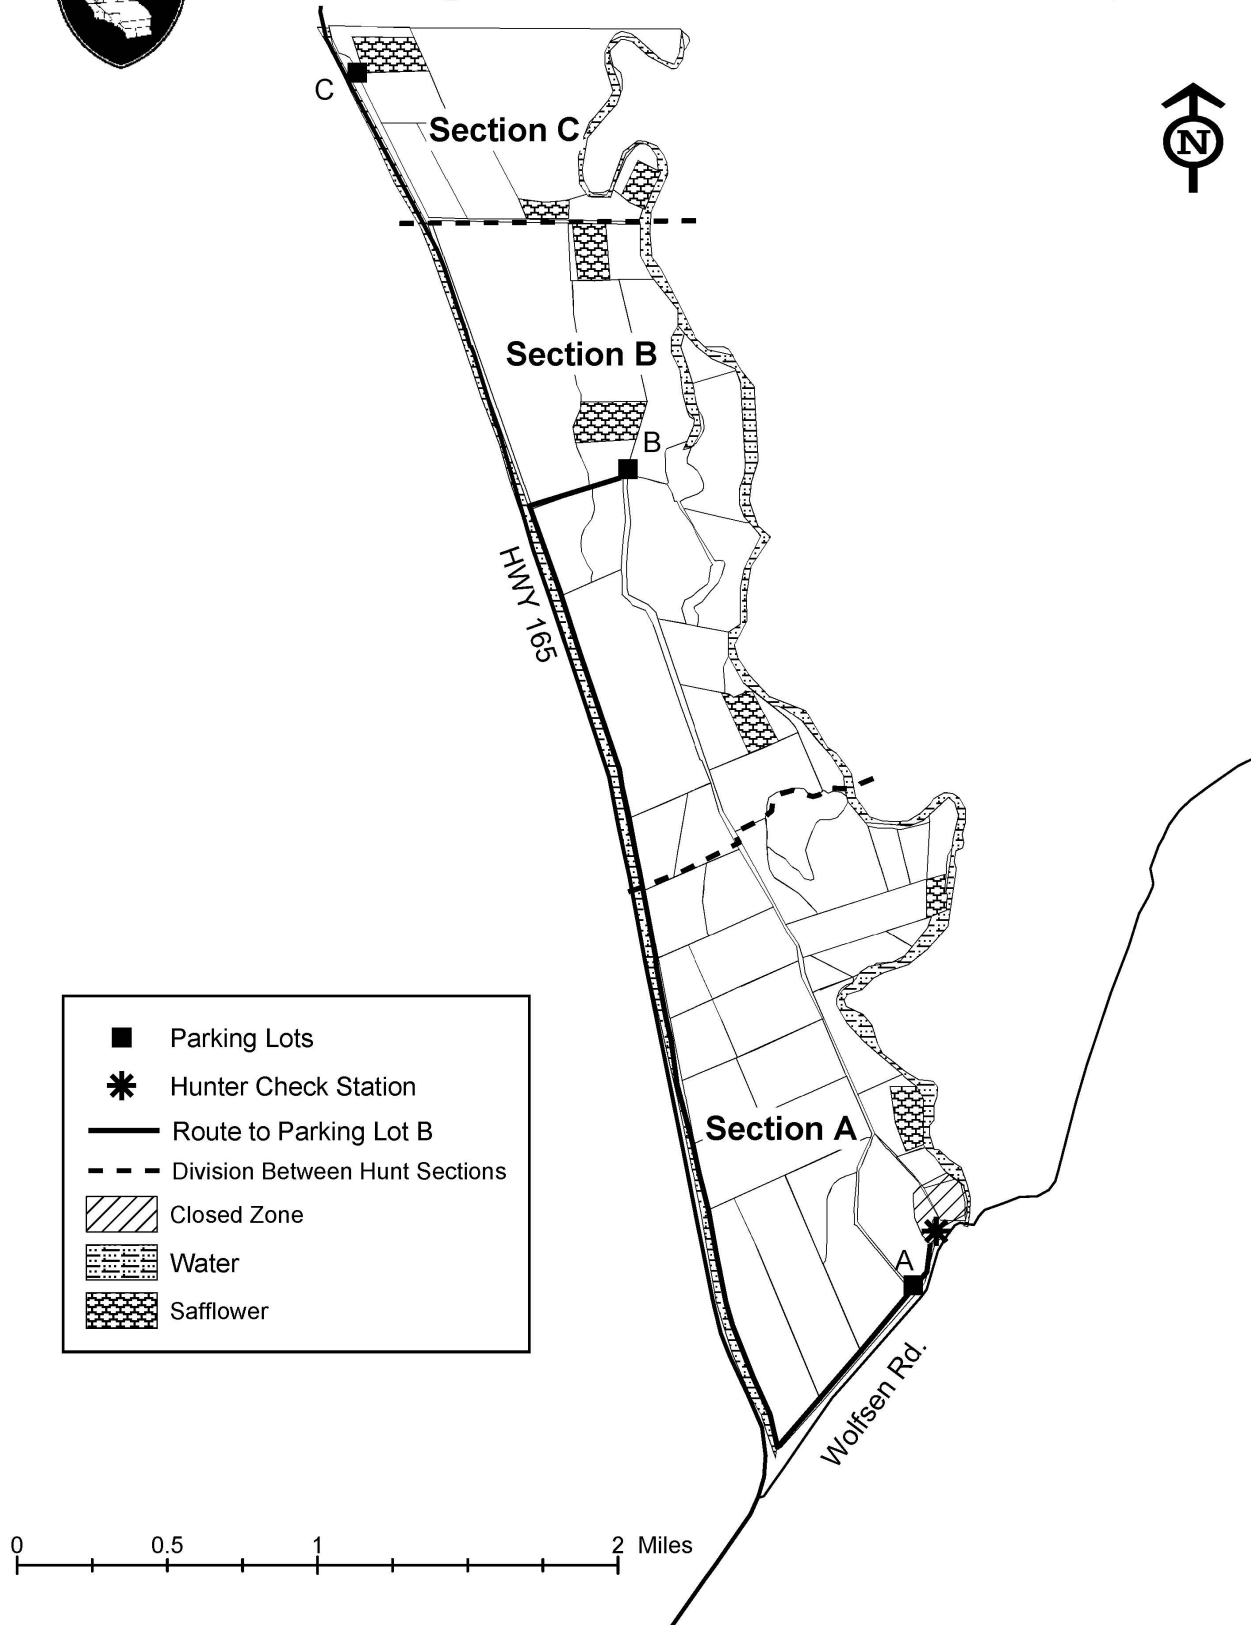 C
Section C
N
Section B
B
HWY 165
Parking Lots
Hunter Check Station
Route to Parking Lot B
Division Between Hunt Sections
Closed Zone
Water
Safflower
Section A
A
Wolfsen Rd.
0 0.5 1 2 Miles